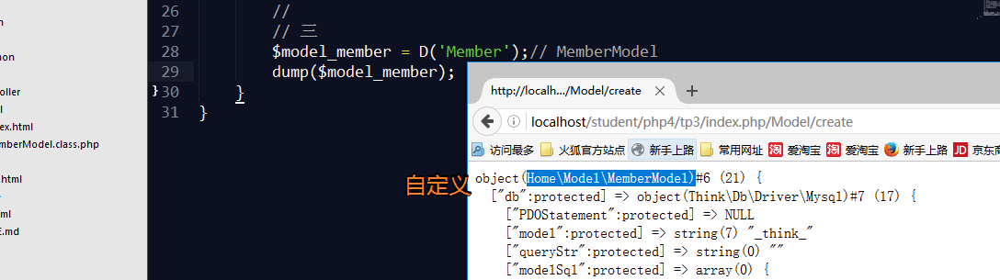 26 //
27 // 三
28 $model_member = D('Member');// MemberModel
29 dump($model_member);
30 }
31 }
oller
ex.html
mberModel.class.php
.html
ml
E.md
http://localh.../Model/create
localhost/student/php4/tp3/index.php/Model/create
访问最多 火狐官方站点 新手上路 常用网址 爱淘宝 爱淘宝 新手上路 JD 京东商
自定义
object(Home\Model\MemberModel)#6 (21) {
["db":protected] => object(Think\Db\Driver\Mysql)#7 (17) {
["PDOStatement":protected] => NULL
["model":protected] => string(7) "_think_"
["queryStr":protected] => string(0) ""
["modelSql":protected] => array(0) {